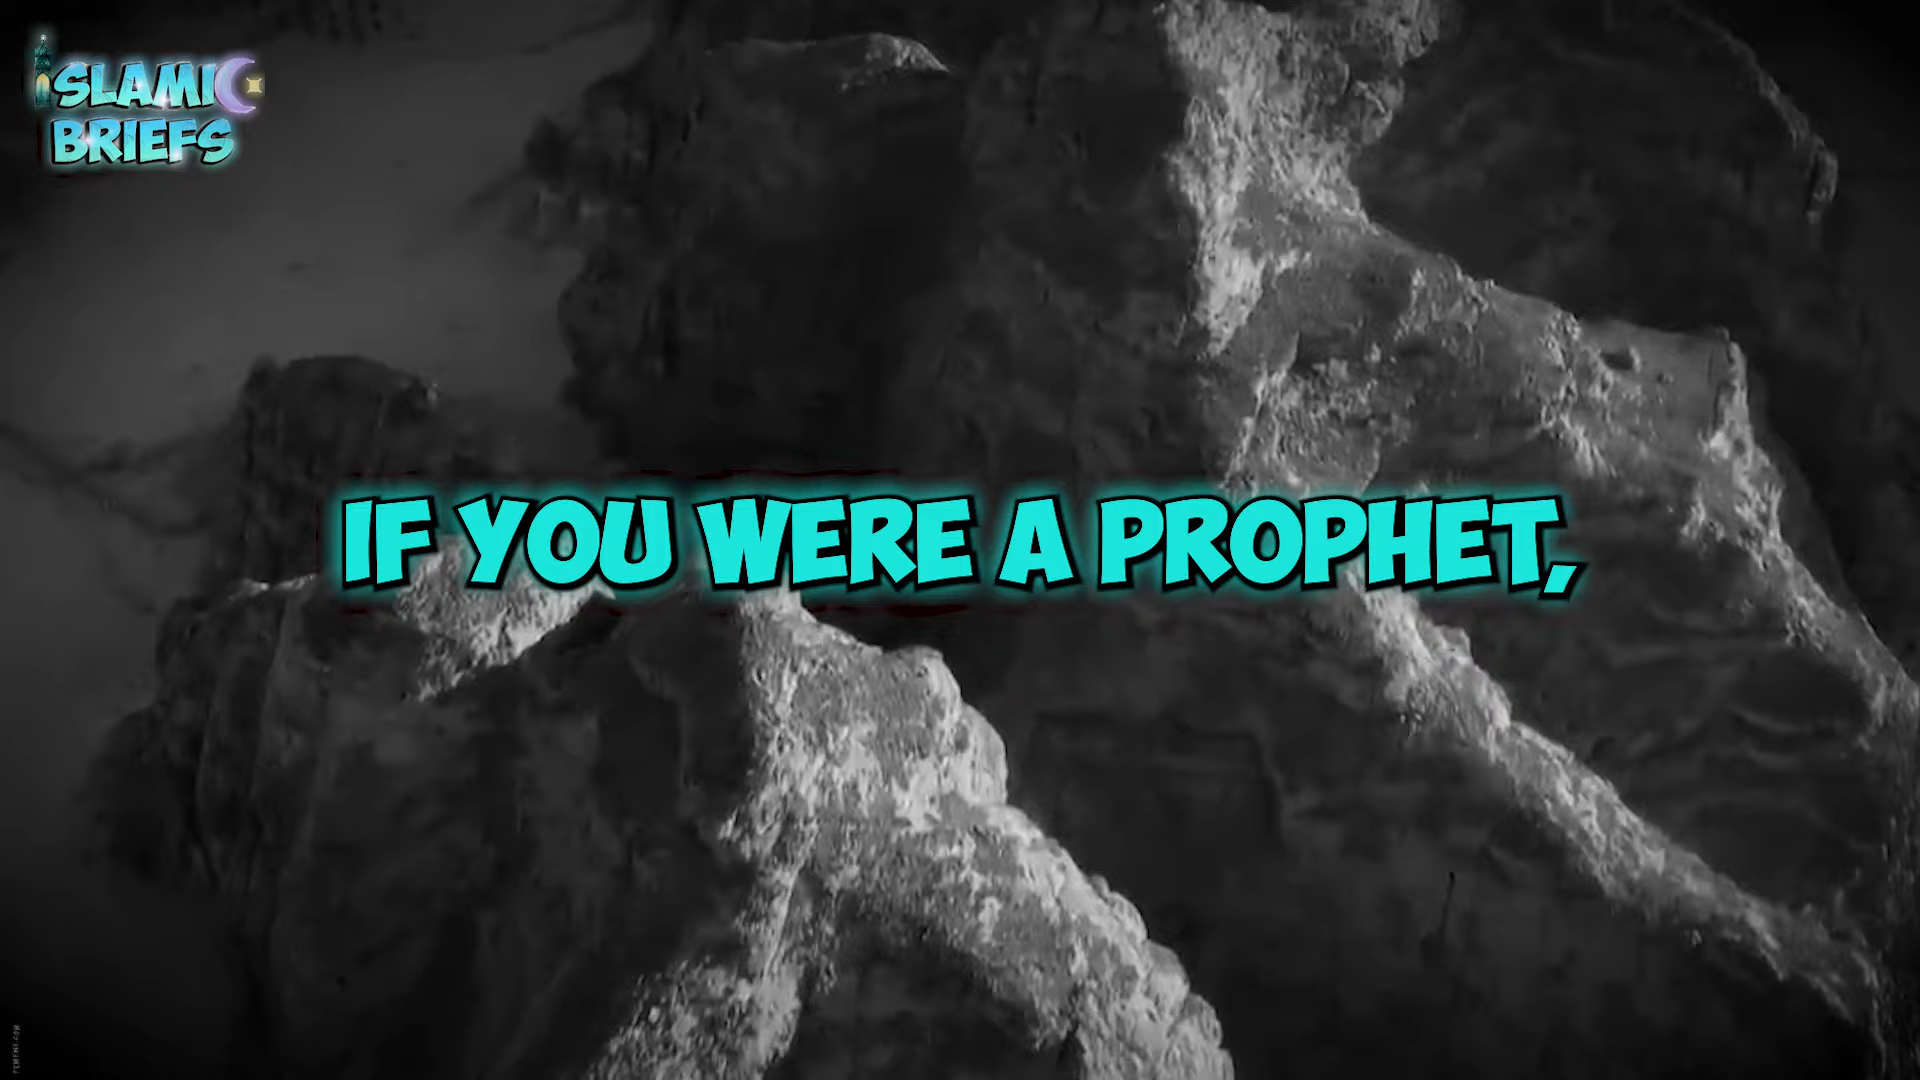 ISLAMIC
BRIEFS
IF YOU WERE A PROPHET,